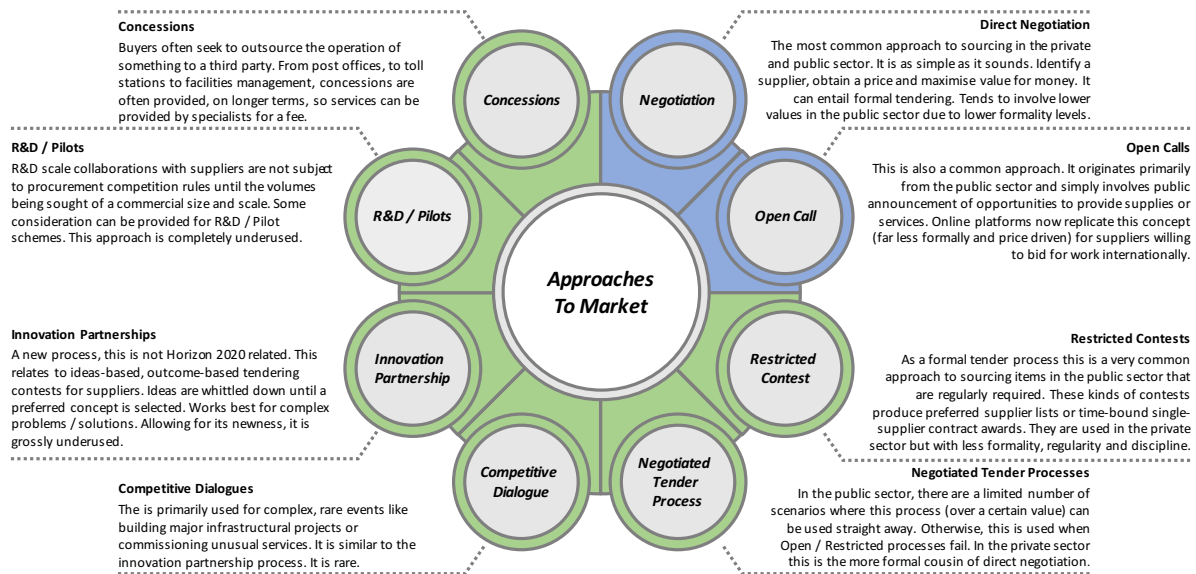 Concessions
Buyers often seek to outsource the operation of
something to a third party. From post offices, to toll
stations to facilities management, concessions are
often provided, on longer terms, so services can be
provided by specialists for a fee.
R&D / Pilots
R&D scale collaborations with suppliers are not subject
to procurement competition rules until the volumes
being sought of a commercial size and scale. Some
consideration can be provided for R&D / Pilot
schemes. This approach is completely underused.
Innovation Partnerships
A new process, this is not Horizon 2020 related. This
relates to ideas-based, outcome-based tendering
contests for suppliers. Ideas are whittled down until a
preferred concept is selected. Works best for complex
problems / solutions. Allowing for its newness, it is
grossly underused.
Competitive Dialogues
The is primarily used for complex, rare events like
building major infrastructural projects or
commissioning unusual services. It is similar to the
innovation partnership process. It is rare.
Concessions
Negotiation
R&D / Pilots
Open Call
Approaches
To Market
Innovation
Partnership
Restricted
Contest
Competitive
Dialogue
Negotiated
Tender
Process
Direct Negotiation
The most common approach to sourcing in the private
and public sector. It is as simple as it sounds. Identify a
supplier, obtain a price and maximise value for money. It
can entail formal tendering. Tends to involve lower
values in the public sector due to lower formality levels.
Open Calls
This is also a common approach. It originates primarily
from the public sector and simply involves public
announcement of opportunities to provide supplies or
services. Online platforms now replicate this concept
(far less formally and price driven) for suppliers willing
to bid for work internationally.
Restricted Contests
As a formal tender process this is a very common
approach to sourcing items in the public sector that
are regularly required. These kinds of contests
produce preferred supplier lists or time-bound single-
supplier contract awards. They are used in the private
sector but with less formality, regularity and discipline.
Negotiated Tender Processes
In the public sector, there are a limited number of
scenarios where this process (over a certain value) can
be used straight away. Otherwise, this is used when
Open / Restricted processes fail. In the private sector
this is the more formal cousin of direct negotiation.